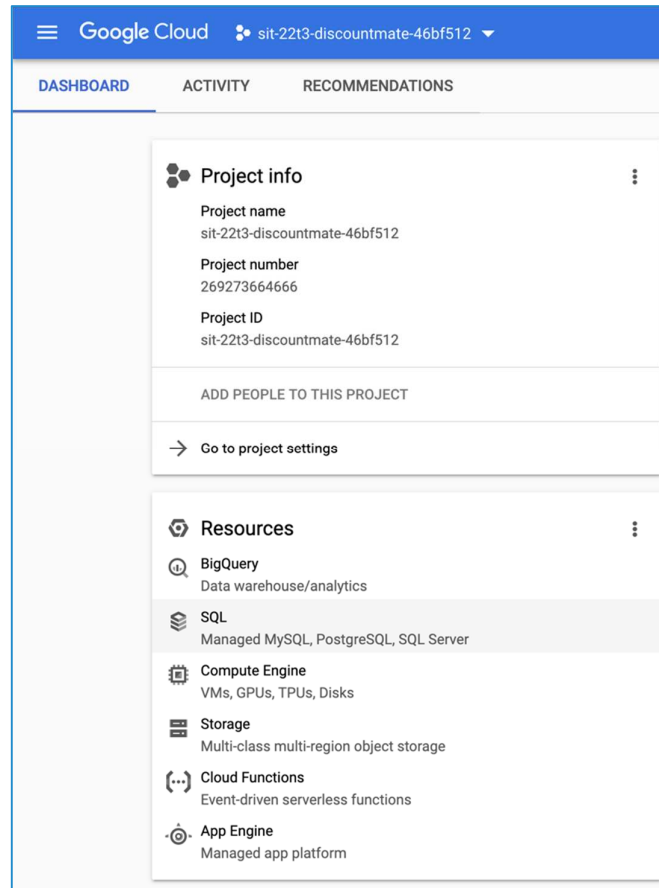 Google Cloud sit-22t3-discountmate-46bf512
DASHBOARD ACTIVITY RECOMMENDATIONS
Project info
Project name
sit-22t3-discountmate-46bf512
Project number
269273664666
Project ID
sit-22t3-discountmate-46bf512
ADD PEOPLE TO THIS PROJECT
Go to project settings
Resources
BigQuery
Data warehouse/analytics
SQL
Managed MySQL, PostgreSQL, SQL Server
Compute Engine
VMs, GPUs, TPUs, Disks
Storage
Multi-class multi-region object storage
Cloud Functions
Event-driven serverless functions
App Engine
Managed app platform